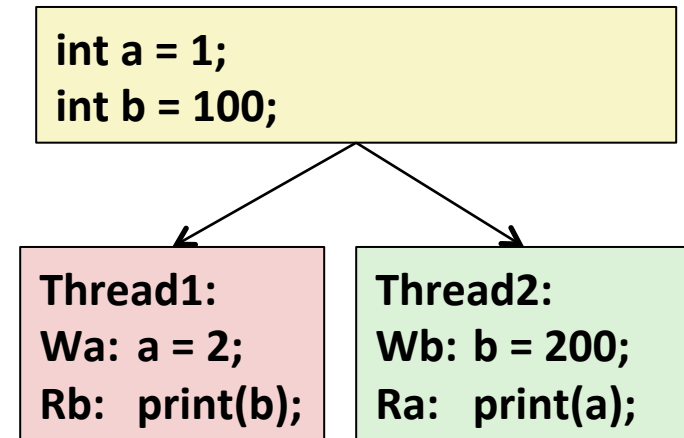 int a = 1;
int b = 100;
Thread1:
Wa: a = 2;
Rb: print(b);
Thread2:
Wb: b = 200;
Ra: print(a);